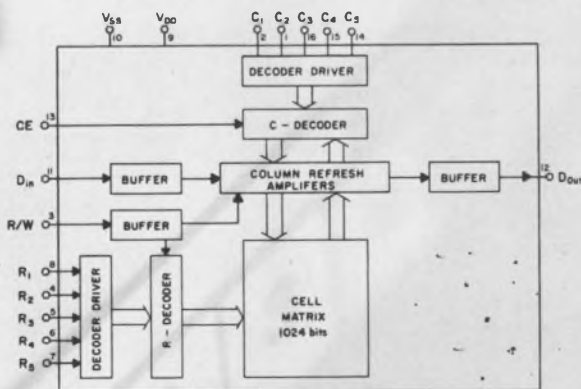 VSS VDD C1 C2 C3 C4 C5
10 9 2 1 16 15 14
DECODER DRIVER
13
CE
C - DECODER
11
Din
BUFFER
COLUMN REFRESH
AMPLIFERS
BUFFER
12
DOut
3
R/W
BUFFER
8
R1
4
R2
5
R3
6
R4
7
R5
DECODER DRIVER
R - DECODER
CELL
MATRIX
1024 bits